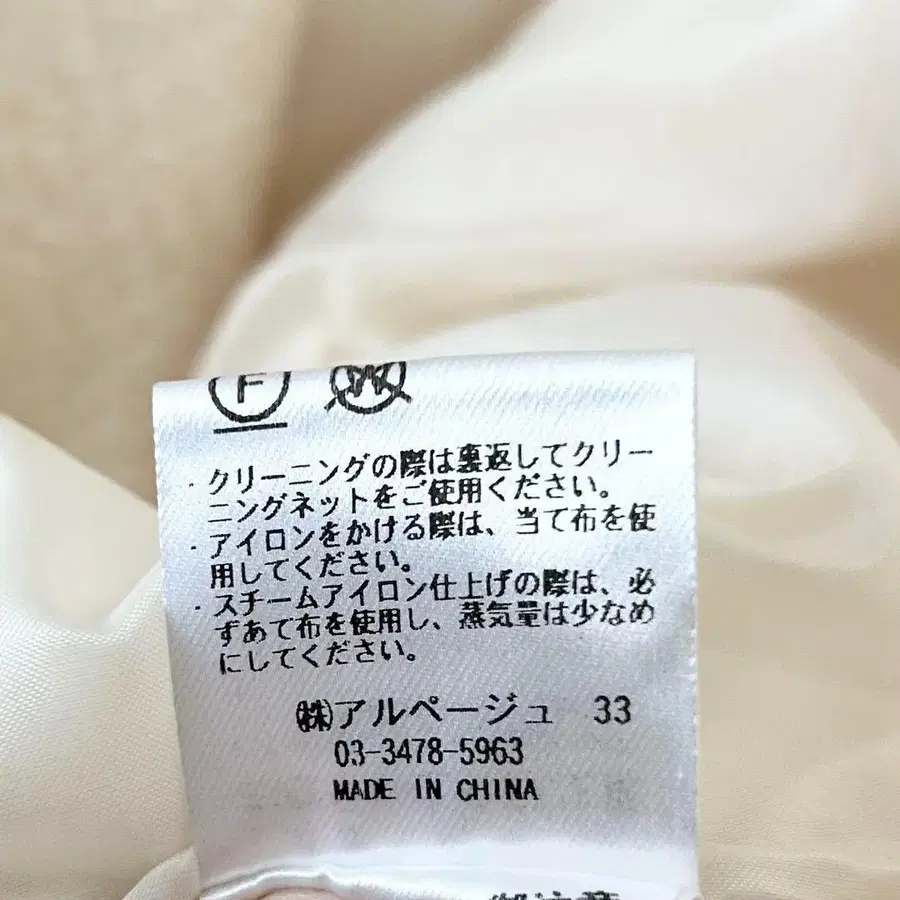 F W
・クリーニングの際は裏返してクリー
ニングネットをご使用ください。
・アイロンをかける際は、当て布を使
用してください。
・スチームアイロン仕上げの際は、必
ずあて布を使用し、蒸気量は少なめ
にしてください。
㈱アルページュ 33
03-3478-5963
MADE IN CHINA